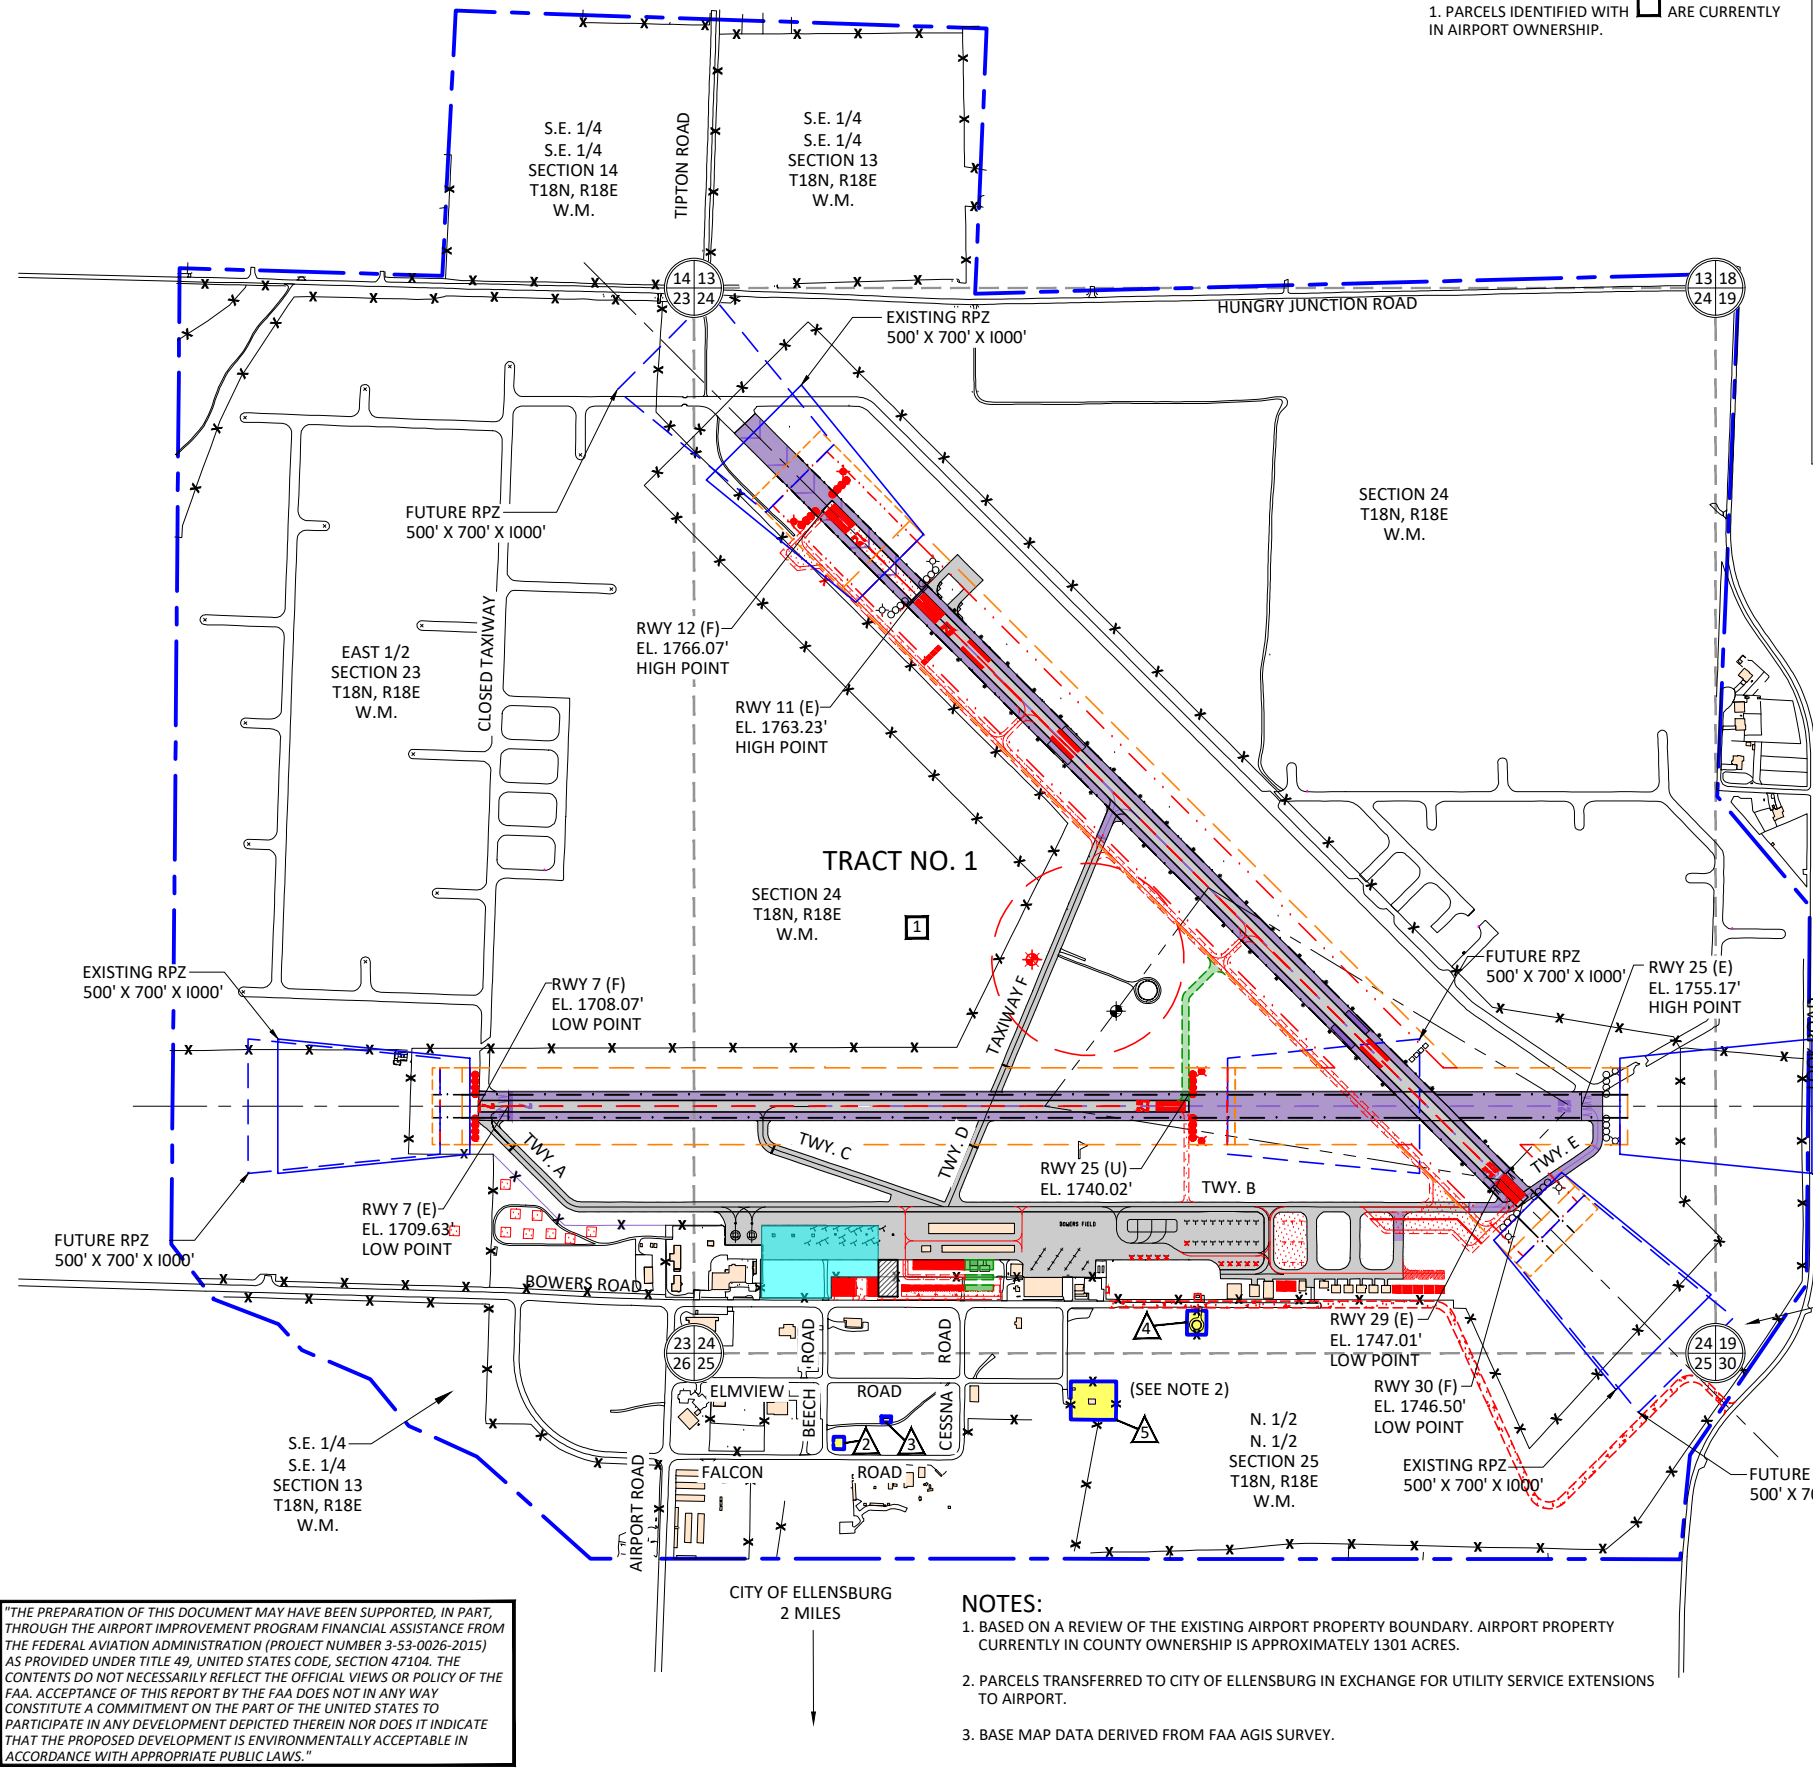 1. PARCELS IDENTIFIED WITH ARE CURRENTLY
IN AIRPORT OWNERSHIP.
S.E. 1/4
S.E. 1/4
SECTION 14
T18N, R18E
W.M.
TIPTON ROAD
S.E. 1/4
S.E. 1/4
SECTION 13
T18N, R18E
W.M.
14 13
23 24
13 18
24 19
HUNGRY JUNCTION ROAD
EXISTING RPZ
500' X 700' X I000'
FUTURE RPZ
500' X 700' X I000'
SECTION 24
T18N, R18E
W.M.
CLOSED TAXIWAY
EAST 1/2
SECTION 23
T18N, R18E
W.M.
RWY 12 (F)
EL. 1766.07'
HIGH POINT
RWY 11 (E)
EL. 1763.23'
HIGH POINT
TRACT NO. 1
SECTION 24
T18N, R18E
W.M.
1
EXISTING RPZ
500' X 700' X I000'
RWY 7 (F)
EL. 1708.07'
LOW POINT
TAXIWAY F
FUTURE RPZ
500' X 700' X I000'
RWY 25 (E)
EL. 1755.17'
HIGH POINT
TWY. A
TWY. C
TWY. D
RWY 25 (U)
EL. 1740.02'
TWY. B
TWY. E
RWY 7 (E)
EL. 1709.63'
LOW POINT
FUTURE RPZ
500' X 700' X I000'
BOWERS FIELD
BOWERS ROAD
23 24
26 25
ELMVIEW ROAD
BEECH ROAD
CESSNA ROAD
4
(SEE NOTE 2)
5
2
3
RWY 29 (E)
EL. 1747.01'
LOW POINT
RWY 30 (F)
EL. 1746.50'
LOW POINT
24 19
25 30
S.E. 1/4
S.E. 1/4
SECTION 13
T18N, R18E
W.M.
AIRPORT ROAD
FALCON ROAD
N. 1/2
N. 1/2
SECTION 25
T18N, R18E
W.M.
EXISTING RPZ
500' X 700' X I000'
FUTURE
500' X
CITY OF ELLENSBURG
2 MILES
"THE PREPARATION OF THIS DOCUMENT MAY HAVE BEEN SUPPORTED, IN PART,
THROUGH THE AIRPORT IMPROVEMENT PROGRAM FINANCIAL ASSISTANCE FROM
THE FEDERAL AVIATION ADMINISTRATION (PROJECT NUMBER 3-53-0026-2015)
AS PROVIDED UNDER TITLE 49, UNITED STATES CODE, SECTION 47104. THE
CONTENTS DO NOT NECESSARILY REFLECT THE OFFICIAL VIEWS OR POLICY OF THE
FAA. ACCEPTANCE OF THIS REPORT BY THE FAA DOES NOT IN ANY WAY
CONSTITUTE A COMMITMENT ON THE PART OF THE UNITED STATES TO
PARTICIPATE IN ANY DEVELOPMENT DEPICTED THEREIN NOR DOES IT INDICATE
THAT THE PROPOSED DEVELOPMENT IS ENVIRONMENTALLY ACCEPTABLE IN
ACCORDANCE WITH APPROPRIATE PUBLIC LAWS."
NOTES:
1. BASED ON A REVIEW OF THE EXISTING AIRPORT PROPERTY BOUNDARY. AIRPORT PROPERTY
CURRENTLY IN COUNTY OWNERSHIP IS APPROXIMATELY 1301 ACRES.
2. PARCELS TRANSFERRED TO CITY OF ELLENSBURG IN EXCHANGE FOR UTILITY SERVICE EXTENSIONS
TO AIRPORT.
3. BASE MAP DATA DERIVED FROM FAA AGIS SURVEY.